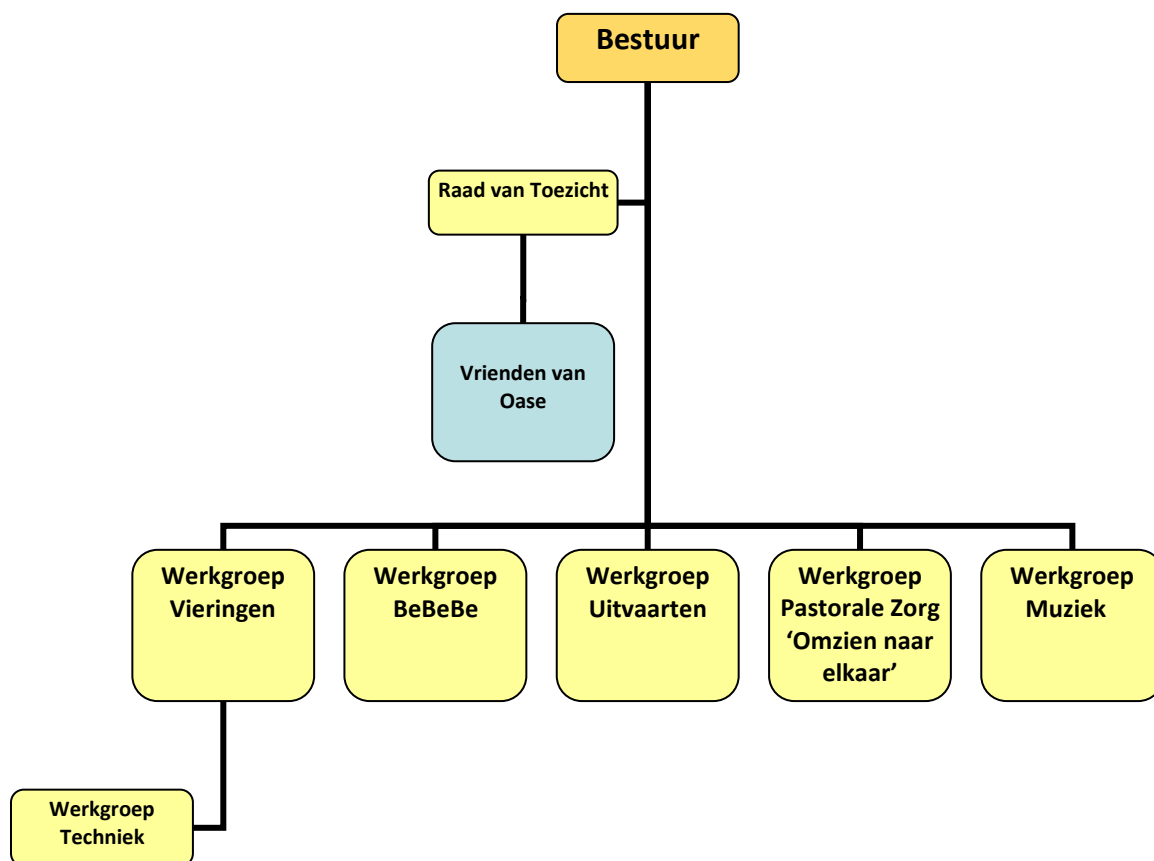 Bestuur
Raad van Toezicht
Vrienden van
Oase
Werkgroep
Vieringen
Werkgroep
BeBeBe
Werkgroep
Uitvaarten
Werkgroep
Pastorale Zorg
‘Omzien naar
elkaar’
Werkgroep
Muziek
Werkgroep
Techniek